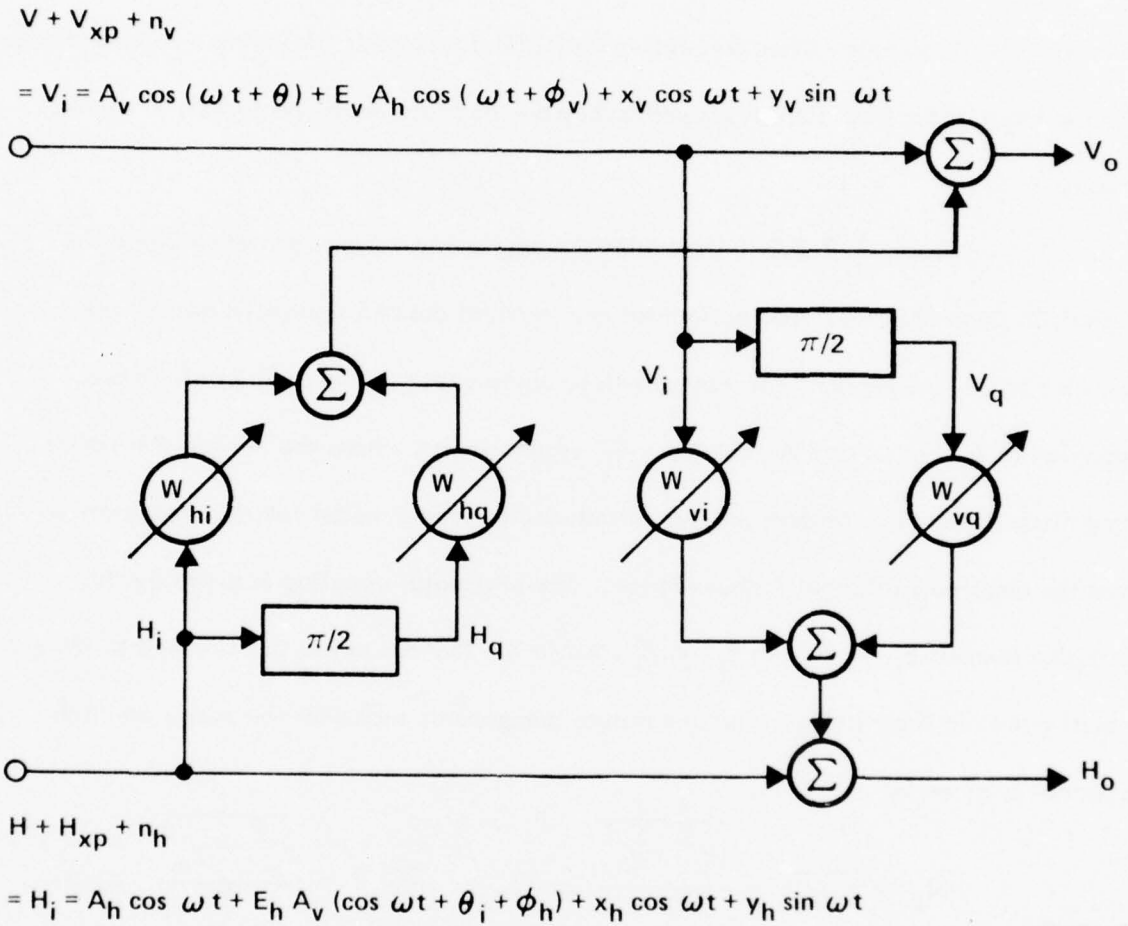 V + V_xp + n_v
= V_i = A_v cos ( ω t + θ ) + E_v A_h cos ( ω t + ϕ_v ) + x_v cos ω t + y_v sin ω t
Σ
V_o
π/2
Σ
V_i
V_q
W hi
W hq
W vi
W vq
H_i
π/2
H_q
Σ
Σ
H_o
H + H_xp + n_h
= H_i = A_h cos ω t + E_h A_v (cos ω t + θ_i + ϕ_h) + x_h cos ω t + y_h sin ω t